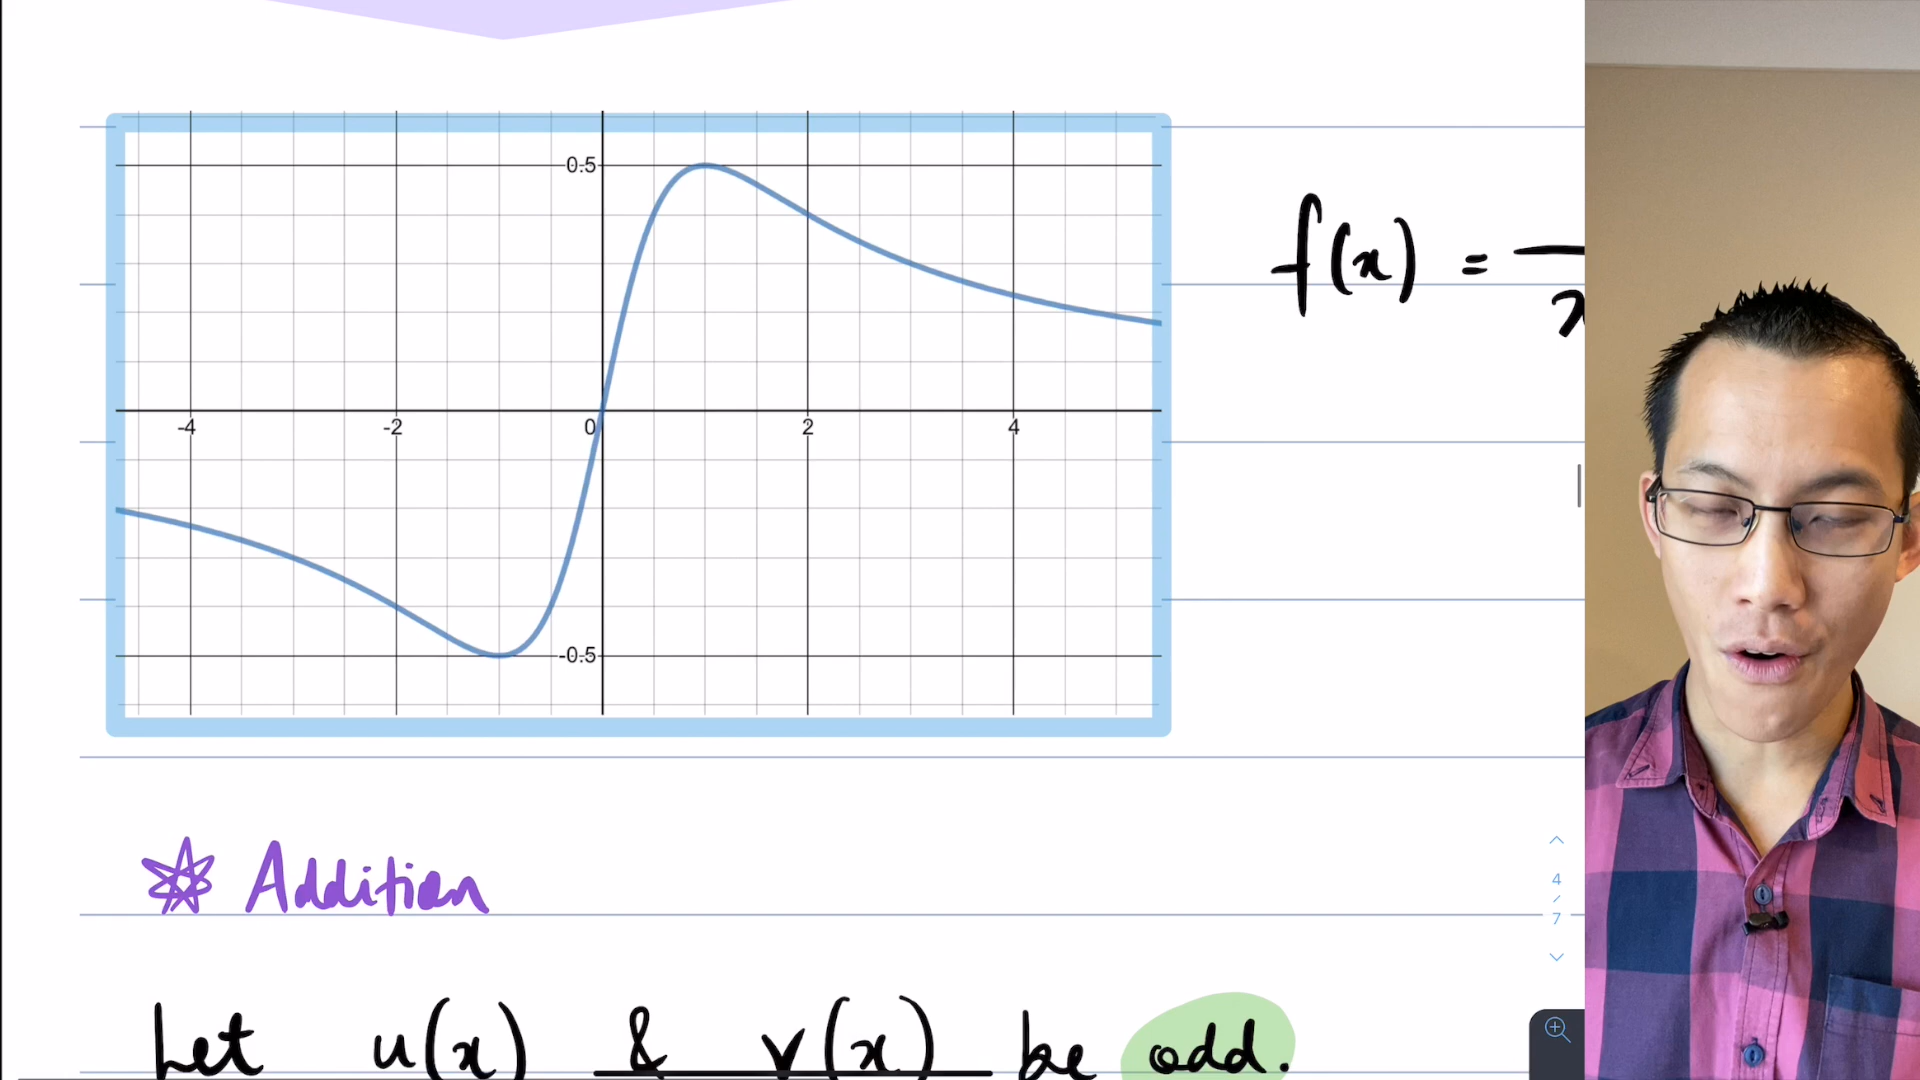 0.5
f(x) =
x
-4 -2 0 2 4
-0.5
Addition
4
7
Let u(x) & v(x) be odd.